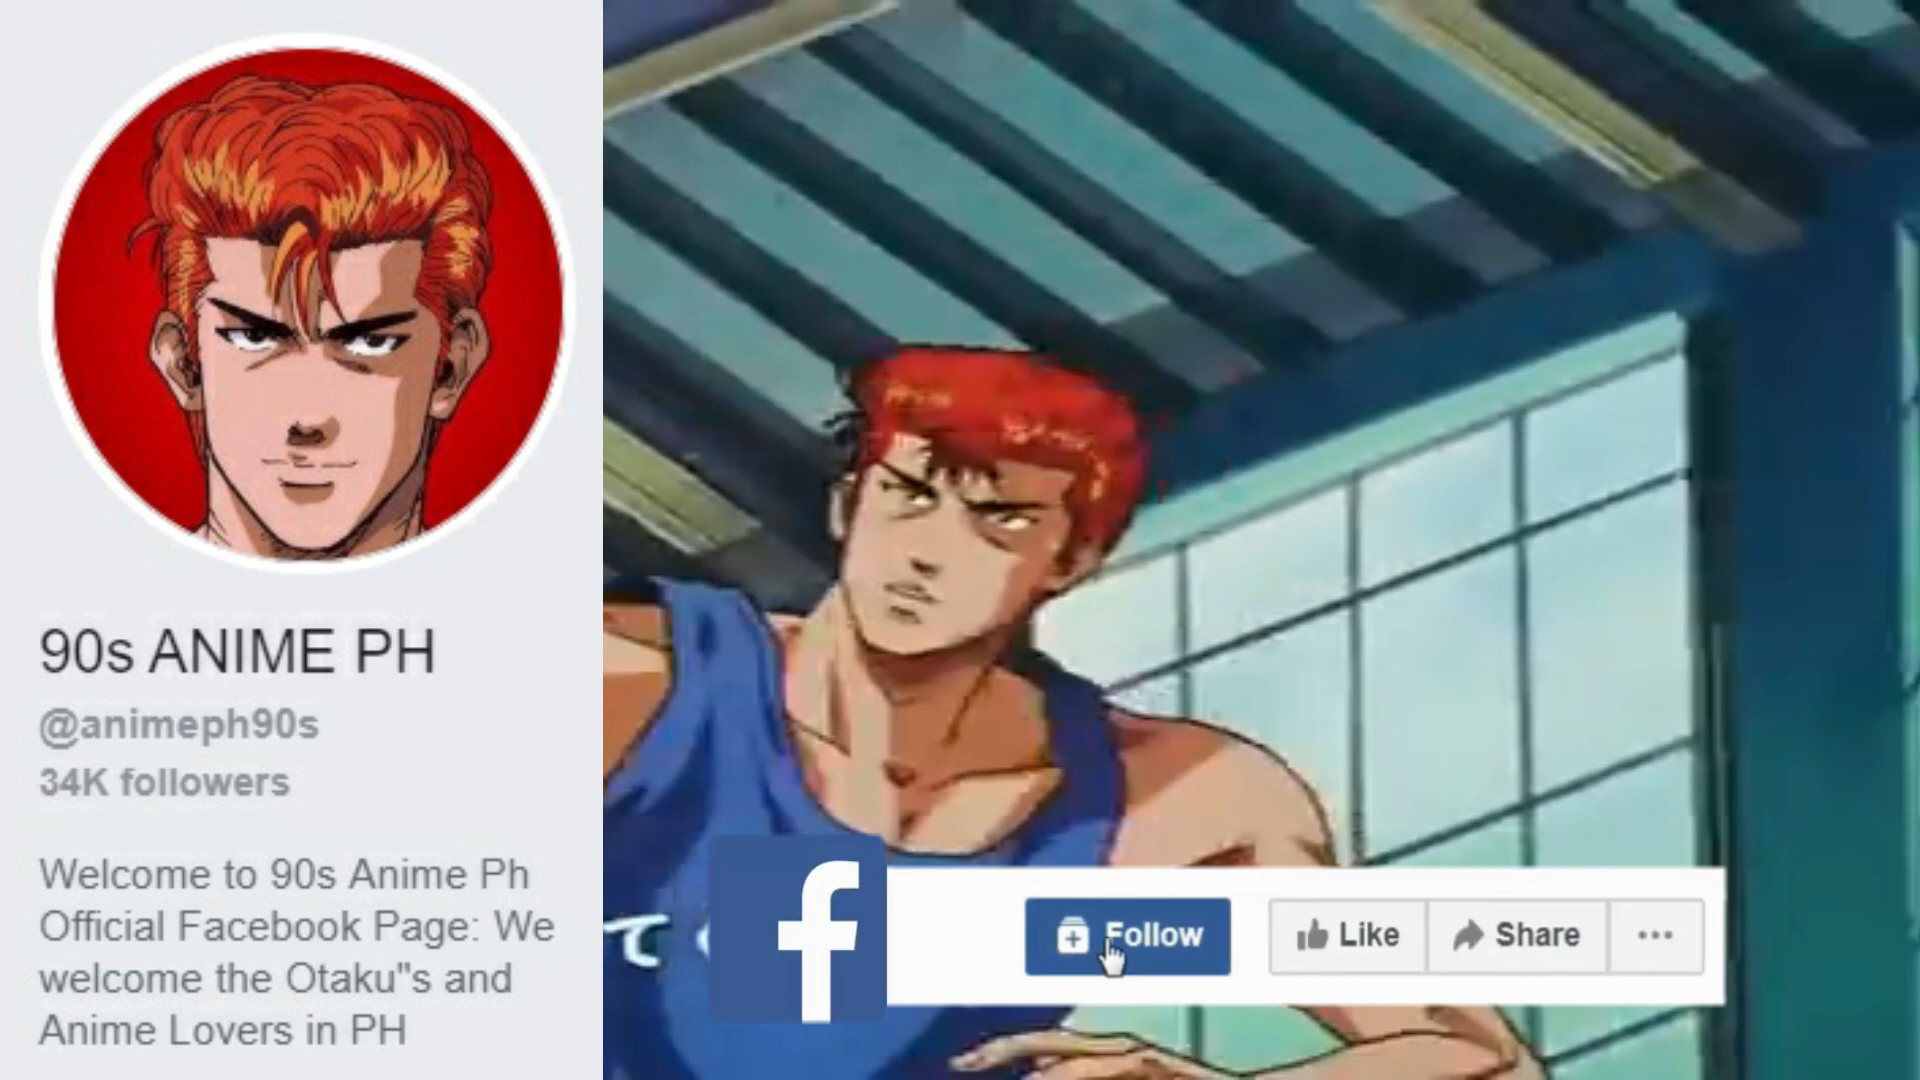 90s ANIME PH
@animeph90s
34K followers
Welcome to 90s Anime Ph
Official Facebook Page: We
welcome the Otaku"s and
Anime Lovers in PH
て
f
Follow
Like
Share